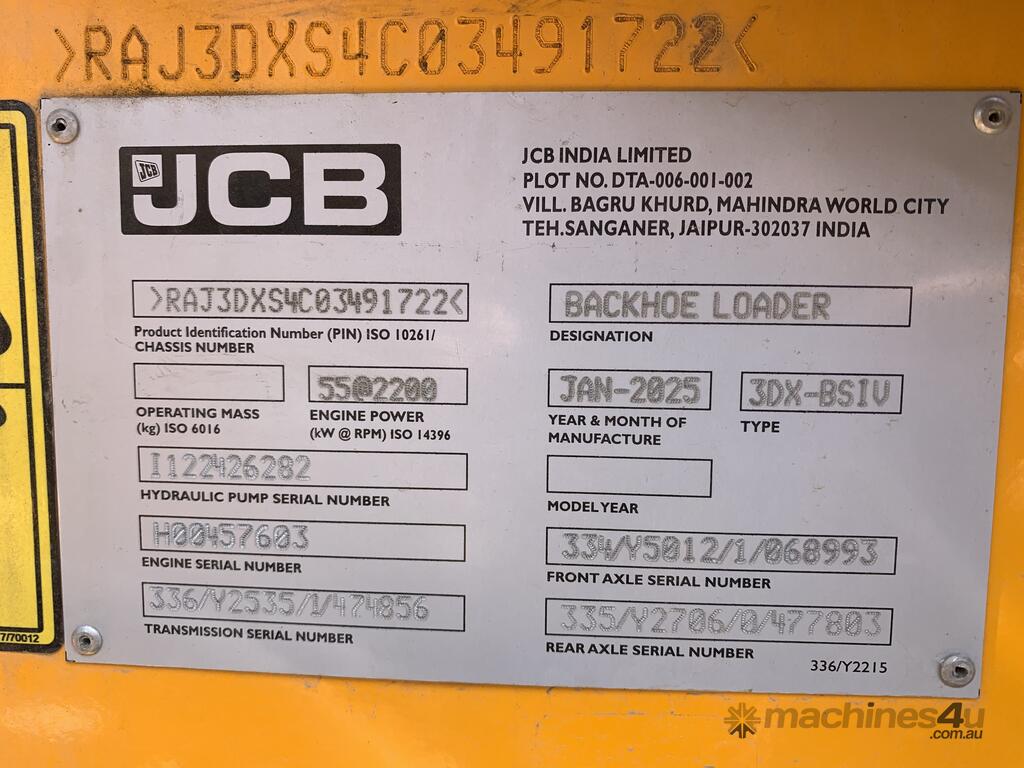 >RAJ3DXS4C03491722<
JCB
JCB
JCB INDIA LIMITED
PLOT NO. DTA-006-001-002
VILL. BAGRU KHURD, MAHINDRA WORLD CITY
TEH.SANGANER, JAIPUR-302037 INDIA
>RAJ3DXS4C03491722<
Product Identification Number (PIN) ISO 10261/
CHASSIS NUMBER
BACKHOE LOADER
DESIGNATION
OPERATING MASS
(kg) ISO 6016
55@2200
ENGINE POWER
(kW @ RPM) ISO 14396
JAN-2025
YEAR & MONTH OF
MANUFACTURE
3DX-BSIV
TYPE
I122426282
HYDRAULIC PUMP SERIAL NUMBER
MODEL YEAR
H00457603
ENGINE SERIAL NUMBER
334/Y5012/1/068993
FRONT AXLE SERIAL NUMBER
336/Y2535/1/474856
TRANSMISSION SERIAL NUMBER
335/Y2706/0/477803
REAR AXLE SERIAL NUMBER
336/Y2215
7/70012
machines4u
.com.au